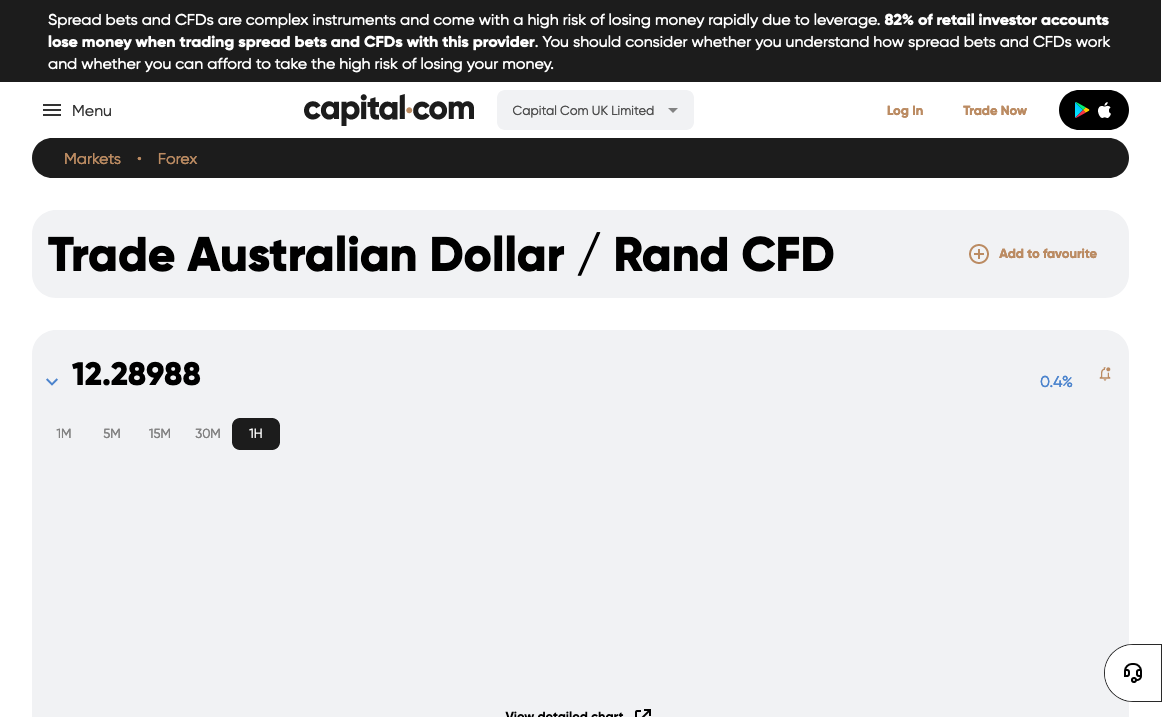 Spread bets and CFDs are complex instruments and come with a high risk of losing money rapidly due to leverage. 82% of retail investor accounts
lose money when trading spread bets and CFDs with this provider. You should consider whether you understand how spread bets and CFDs work
and whether you can afford to take the high risk of losing your money.
Menu
capital.com
Capital Com UK Limited
Log In
Trade Now
Markets • Forex
Trade Australian Dollar / Rand CFD
Add to favourite
12.28988
0.4%
1M 5M 15M 30M 1H
View detailed chart